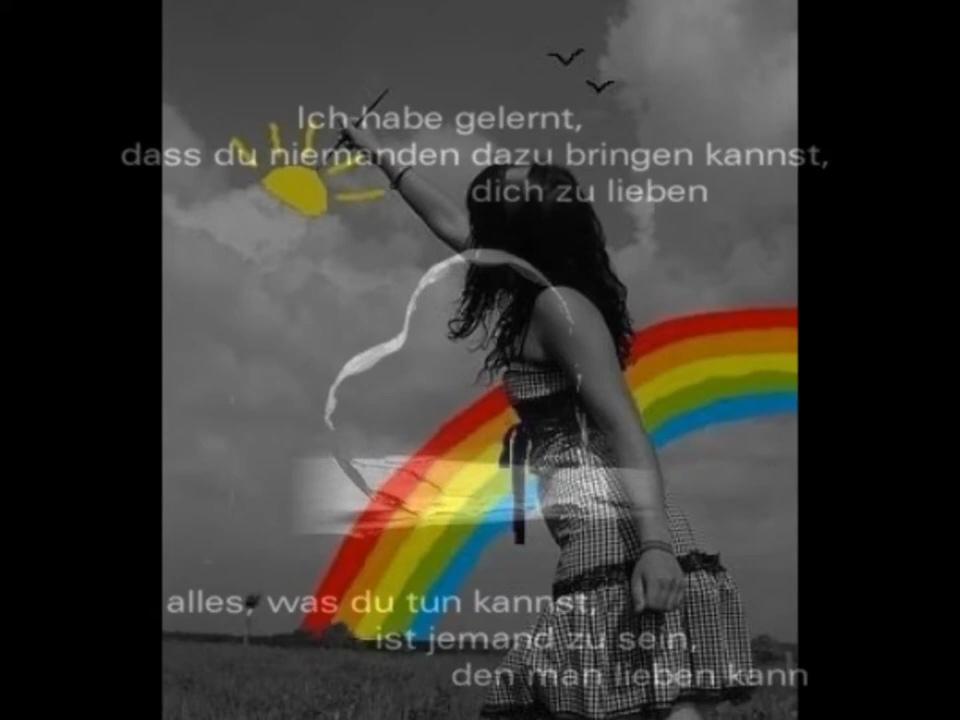 Ich habe gelernt,
dass du niemanden dazu bringen kannst,
dich zu lieben
alles, was du tun kannst,
ist jemand zu sein,
den man lieben kann